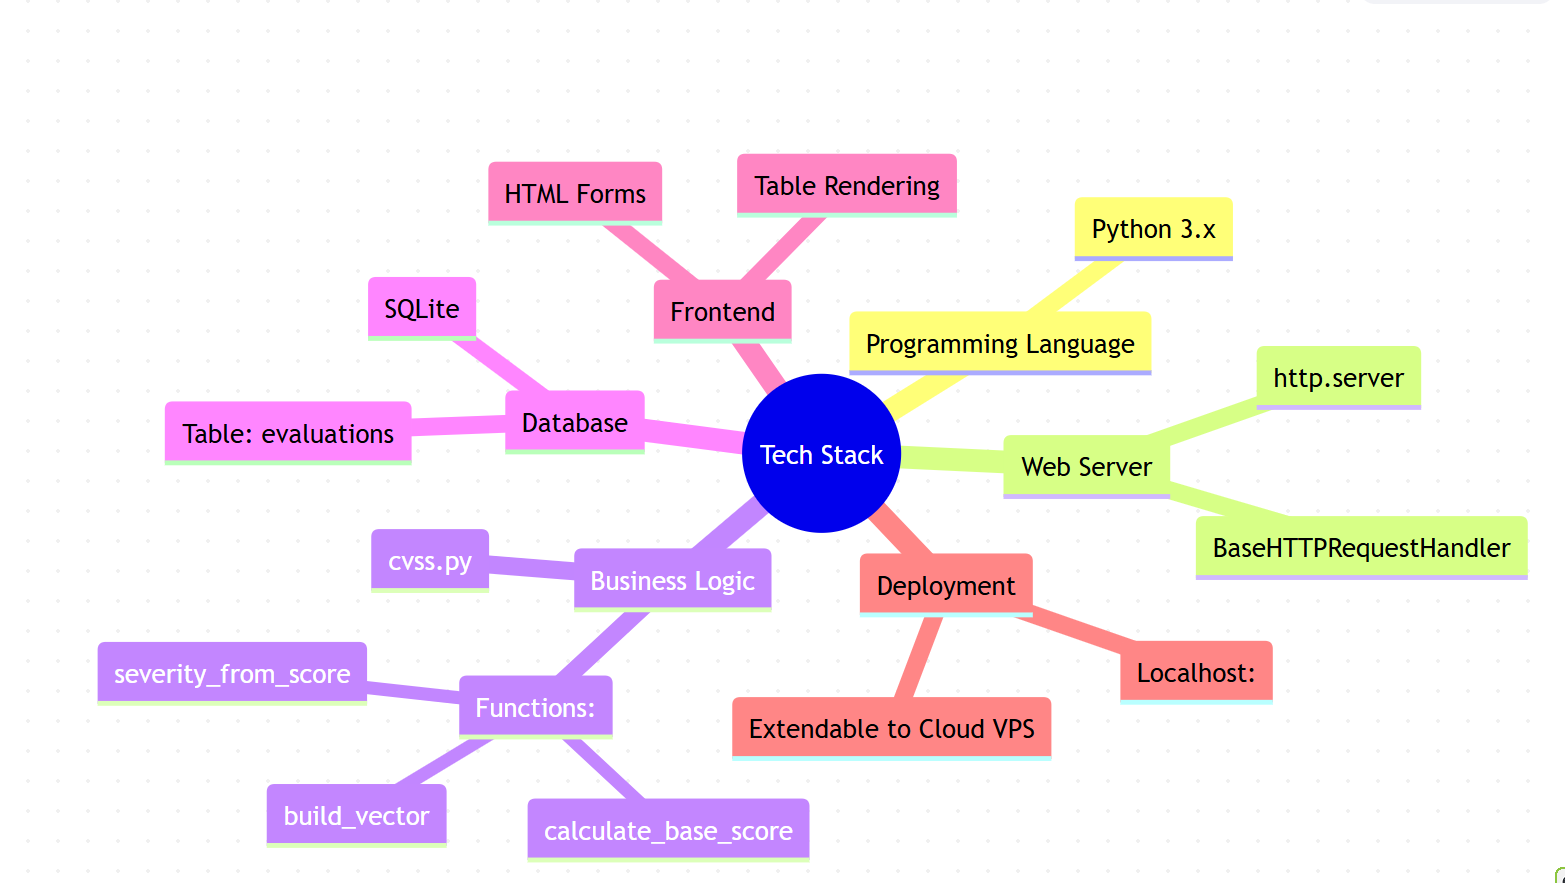 Table Rendering
HTML Forms
Python 3.x
SQLite
Frontend
Programming Language
http.server
Table: evaluations
Database
Tech Stack
Web Server
BaseHTTPRequestHandler
cvss.py
Business Logic
Deployment
severity_from_score
Functions:
Localhost:
Extendable to Cloud VPS
build_vector
calculate_base_score